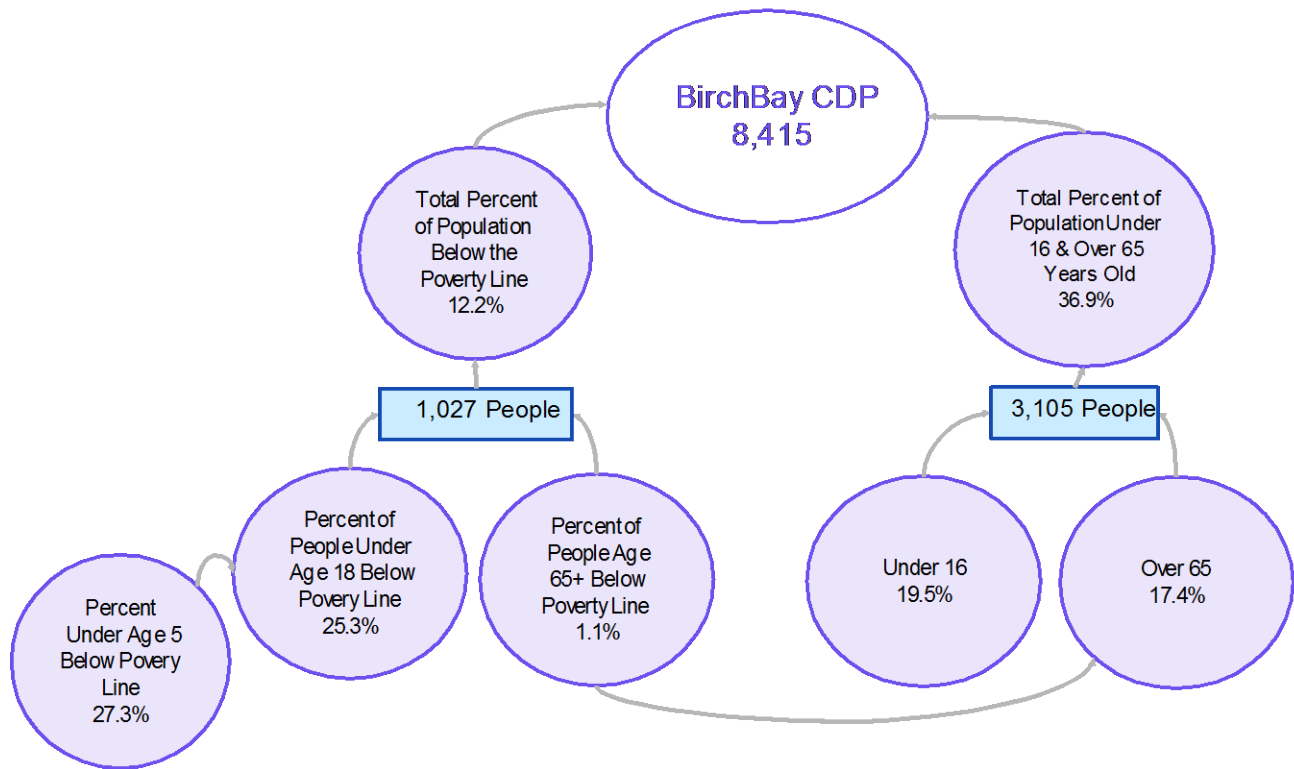 BirchBay CDP
8,415
Total Percent
of Population
Below the
Poverty Line
12.2%
Total Percent of
Population Under
16 & Over 65
Years Old
36.9%
1,027 People
3,105 People
Percent of
People Under
Age 18 Below
Povery Line
25.3%
Percent of
People Age
65+ Below
Poverty Line
1.1%
Under 16
19.5%
Over 65
17.4%
Percent
Under Age 5
Below Povery
Line
27.3%